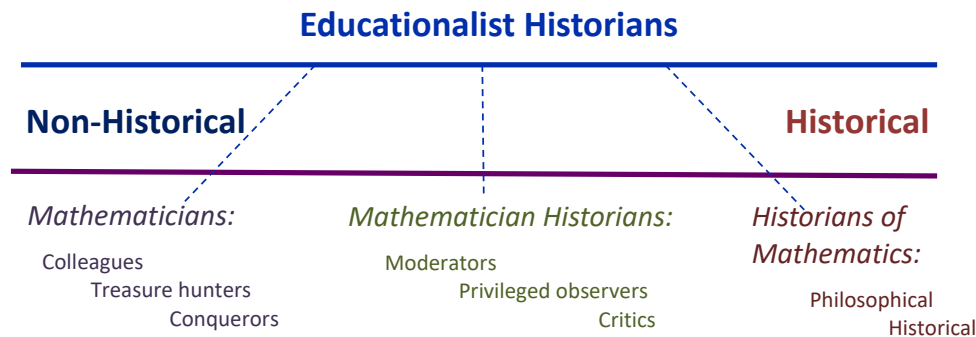 Educationalist Historians
Non-Historical
Historical
Mathematicians:
Colleagues
Treasure hunters
Conquerors
Mathematician Historians:
Moderators
Privileged observers
Critics
Historians of
Mathematics:
Philosophical
Historical